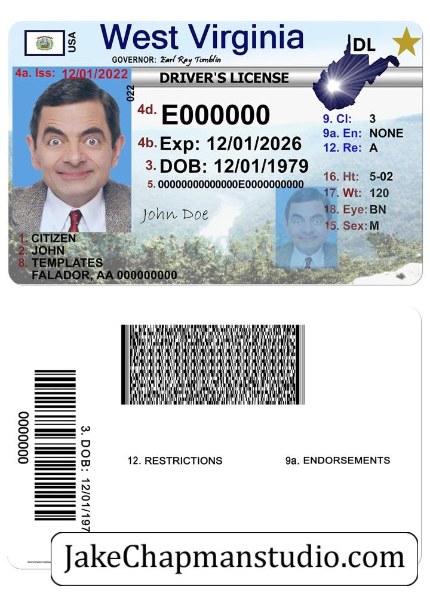 USA
West Virginia
GOVERNOR: Earl Ray Tomblin
DL
4a. Iss: 12/01/2022
DRIVER'S LICENSE
022
4d. E000000
4b. Exp: 12/01/2026
3. DOB: 12/01/1979
5. 00000000000000E0000000000
9. Cl: 3
9a. En: NONE
12. Re: A
16. Ht: 5-02
17. Wt: 120
18. Eye: BN
15. Sex: M
John Doe
1. CITIZEN
2. JOHN
8. TEMPLATES
FALADOR, AA 000000000
0000000
3. DOB: 12/01/197
12. RESTRICTIONS
9a. ENDORSEMENTS
JakeChapmanstudio.com